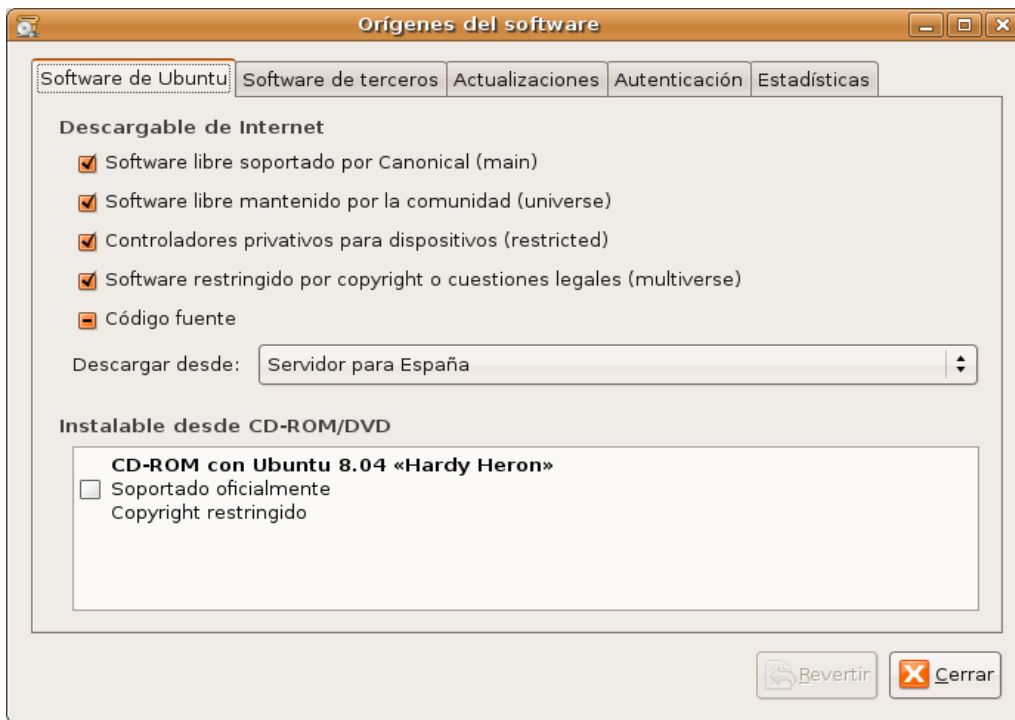 Orígenes del software
Software de Ubuntu Software de terceros Actualizaciones Autenticación Estadísticas
Descargable de Internet
Software libre soportado por Canonical (main)
Software libre mantenido por la comunidad (universe)
Controladores privativos para dispositivos (restricted)
Software restringido por copyright o cuestiones legales (multiverse)
Código fuente
Descargar desde: Servidor para España
Instalable desde CD-ROM/DVD
CD-ROM con Ubuntu 8.04 «Hardy Heron»
Soportado oficialmente
Copyright restringido
Revertir Cerrar